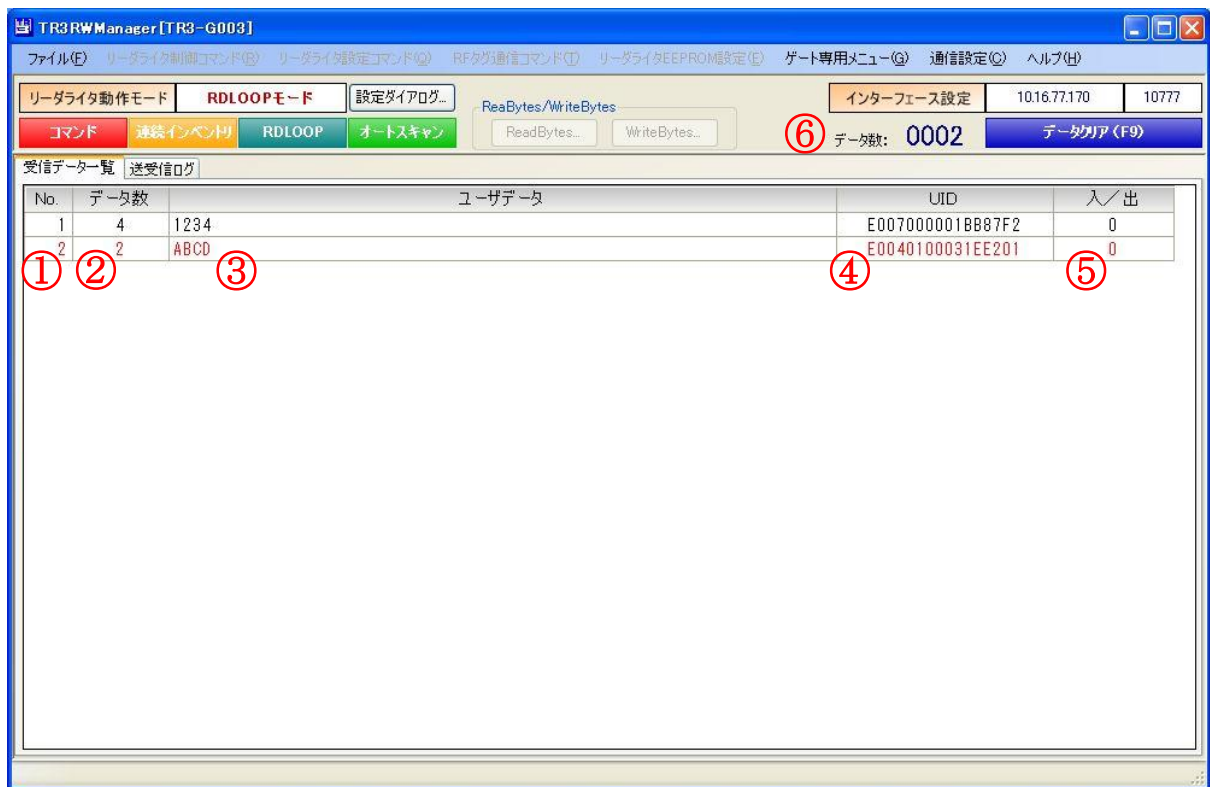 TR3RWManager[TR3-G003]
ファイル(F) リーダライタ制御コマンド(R) リーダライタ設定コマンド(Q) RFタグ通信コマンド(T) リーダライタEEPROM設定(E) ゲート専用メニュー(G) 通信設定(C) ヘルプ(H)
リーダライタ動作モード RDLOOPモード 設定ダイアログ... ReaBytes/WriteBytes インターフェース設定 10.16.77.170 10777
コマンド 連続インベントリ RDLOOP オートスキャン ReadBytes... WriteBytes... ⑥ データ数: 0002 データクリア(F9)
受信データ一覧 送受信ログ
No. データ数 ユーザデータ UID 入/出
1 4 1234 E007000001BB87F2 0
2 2 ABCD E0040100031EE201 0
① ② ③ ④ ⑤